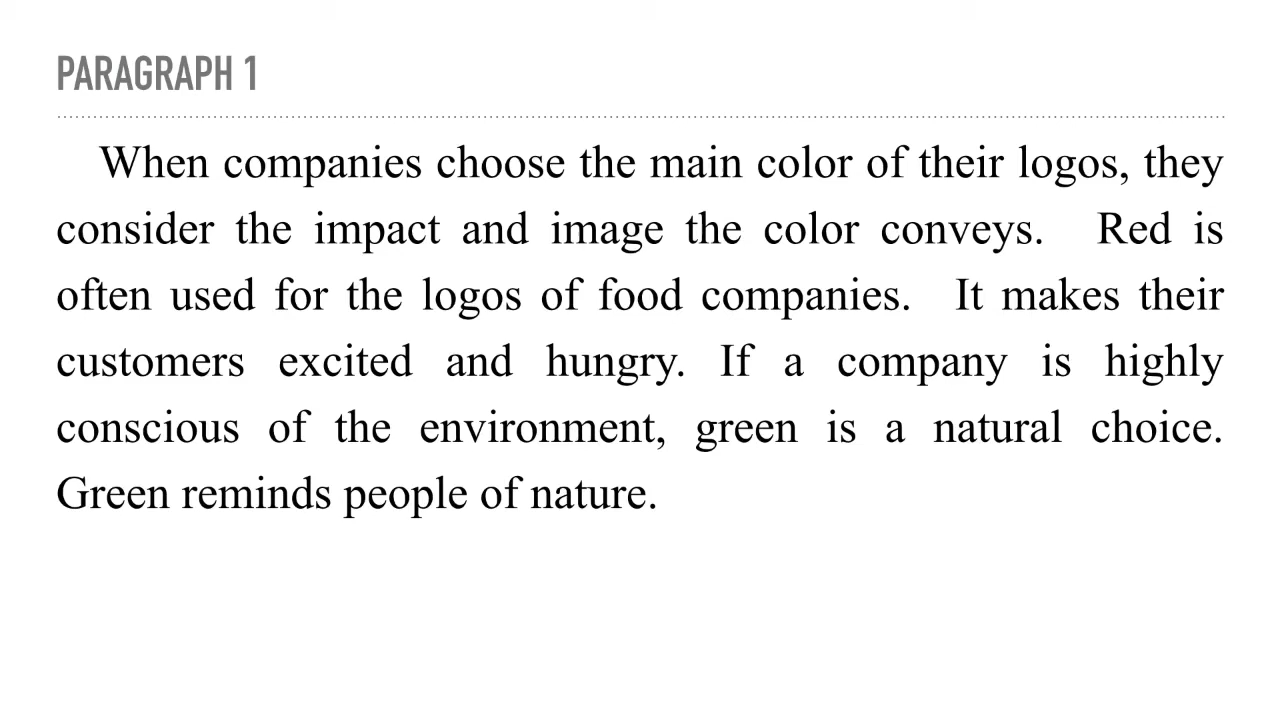 PARAGRAPH 1
When companies choose the main color of their logos, they
consider the impact and image the color conveys. Red is
often used for the logos of food companies. It makes their
customers excited and hungry. If a company is highly
conscious of the environment, green is a natural choice.
Green reminds people of nature.